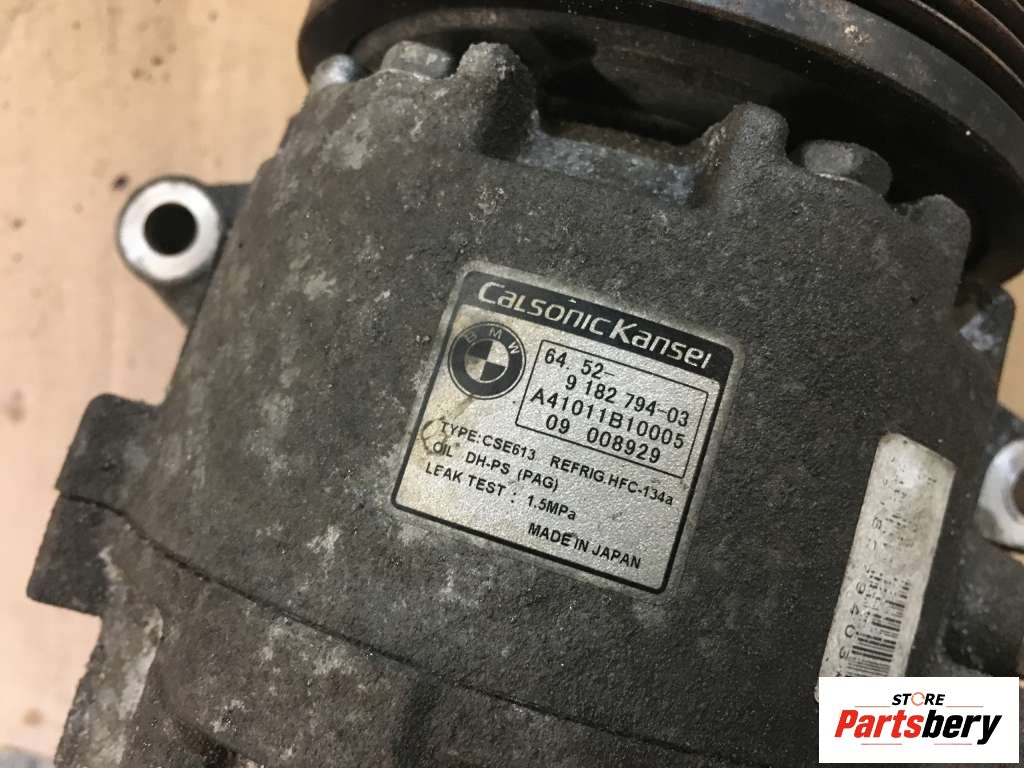 CALSONIC KANSEI
BMW
64. 52-
9 182 794-03
A41011B10005
09 008929
TYPE:CSE613 REFRIG.HFC-134a
OIL DH-PS (PAG)
LEAK TEST : 1.5MPa
MADE IN JAPAN
STORE
Partsbery